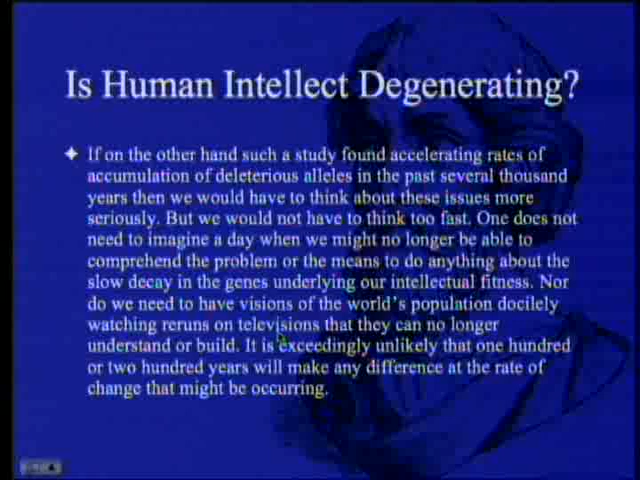 Is Human Intellect Degenerating?
If on the other hand such a study found accelerating rates of
accumulation of deleterious alleles in the past several thousand
years then we would have to think about these issues more
seriously. But we would not have to think too fast. One does not
need to imagine a day when we might no longer be able to
comprehend the problem or the means to do anything about the
slow decay in the genes underlying our intellectual fitness. Nor
do we need to have visions of the world's population docilely
watching reruns on televisions that they can no longer
understand or build. It is exceedingly unlikely that one hundred
or two hundred years will make any difference at the rate of
change that might be occurring.